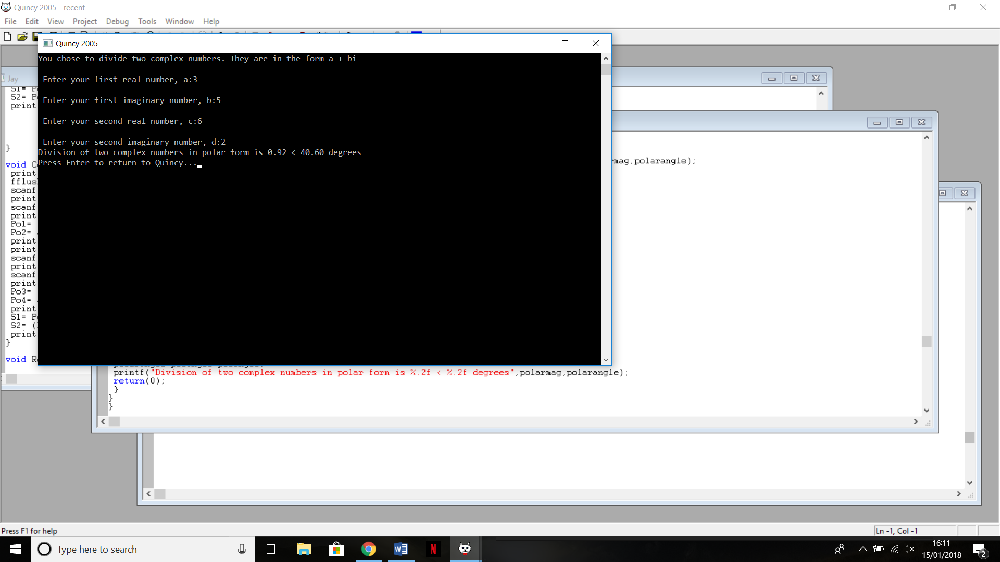 Quincy 2005 - recent
File Edit View Project Debug Tools Window Help
Quincy 2005
You chose to divide two complex numbers. They are in the form a + bi
Enter your first real number, a:3
Enter your first imaginary number, b:5
Enter your second real number, c:6
Enter your second imaginary number, d:2
Division of two complex numbers in polar form is 0.92 < 40.60 degrees
Press Enter to return to Quincy...
Jay
S2= P
print
}
void C
print
fflus
scanf
print
scanf
print
Po1=
Po2=
print
print
scanf
print
scanf
print
Po3=
Po4=
print
S1= P
S2= (
print
}
void R
mag,polarangle);
printf("Division of two complex numbers in polar form is %.2f < %.2f degrees",polarmag,polarangle);
return(0);
}
}
}
Press F1 for help
Ln -1, Col -1
Type here to search
16:11
15/01/2018
2